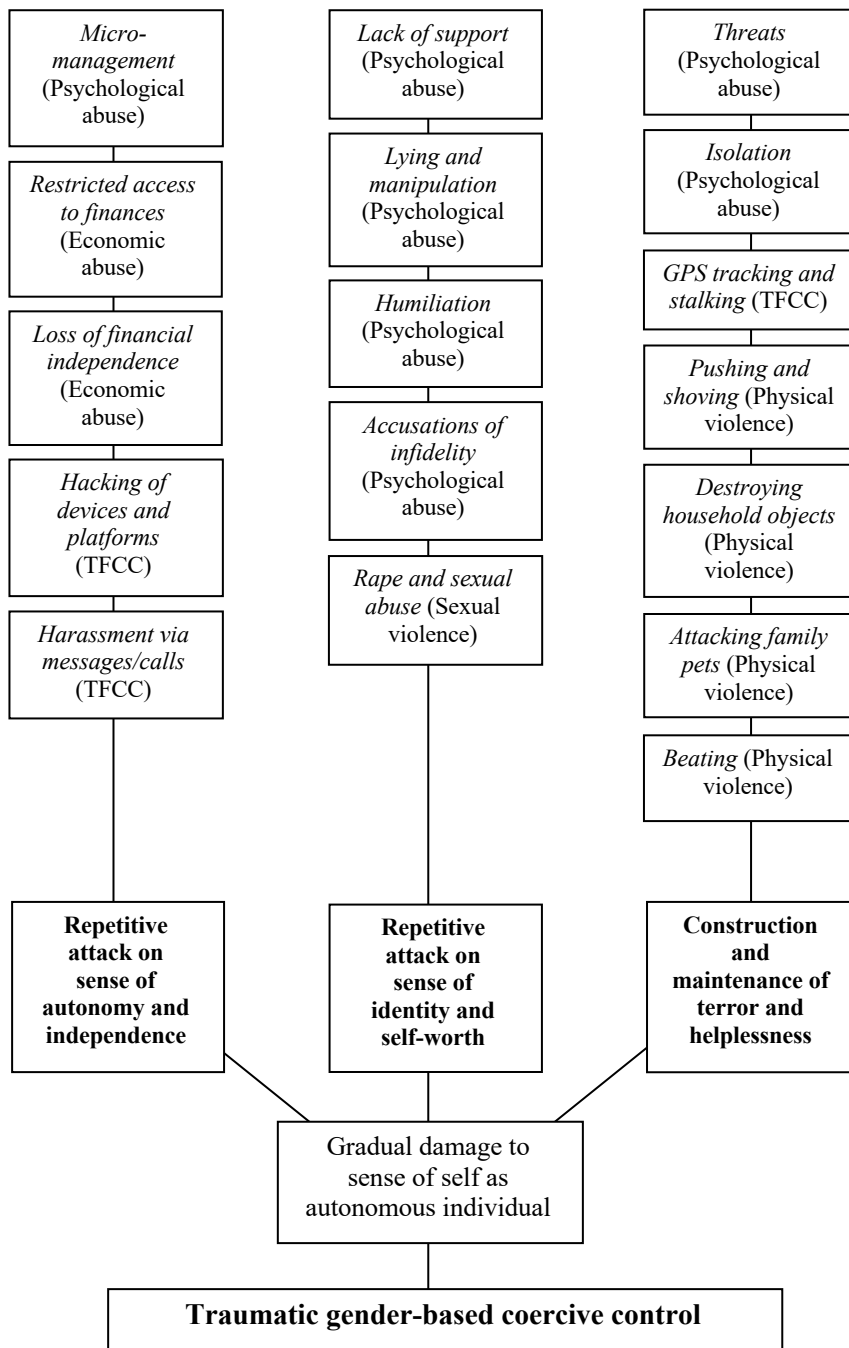 Micro-
management
(Psychological
abuse)
Restricted access
to finances
(Economic
abuse)
Loss of financial
independence
(Economic
abuse)
Hacking of
devices and
platforms
(TFCC)
Harassment via
messages/calls
(TFCC)
Repetitive
attack on
sense of
autonomy and
independence
Lack of support
(Psychological
abuse)
Lying and
manipulation
(Psychological
abuse)
Humiliation
(Psychological
abuse)
Accusations of
infidelity
(Psychological
abuse)
Rape and sexual
abuse (Sexual
violence)
Repetitive
attack on
sense of
identity and
self-worth
Threats
(Psychological
abuse)
Isolation
(Psychological
abuse)
GPS tracking and
stalking (TFCC)
Pushing and
shoving (Physical
violence)
Destroying
household objects
(Physical
violence)
Attacking family
pets (Physical
violence)
Beating (Physical
violence)
Construction
and
maintenance of
terror and
helplessness
Gradual damage to
sense of self as
autonomous individual
Traumatic gender-based coercive control